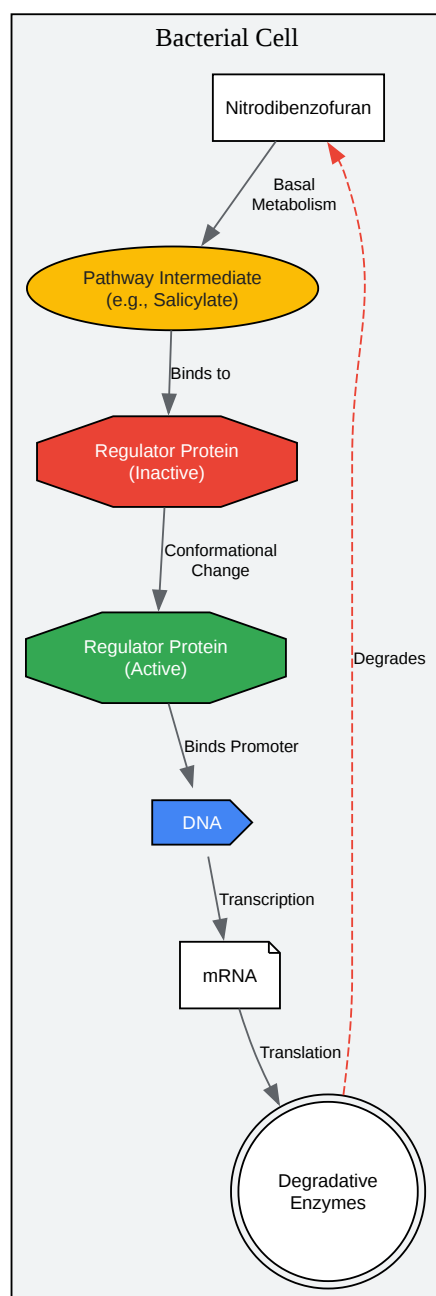 Bacterial Cell
Nitrodibenzofuran
Basal
Metabolism
Pathway Intermediate
(e.g., Salicylate)
Binds to
Regulator Protein
(Inactive)
Conformational
Change
Regulator Protein
(Active)
Degrades
Binds Promoter
DNA
Transcription
mRNA
Translation
Degradative
Enzymes